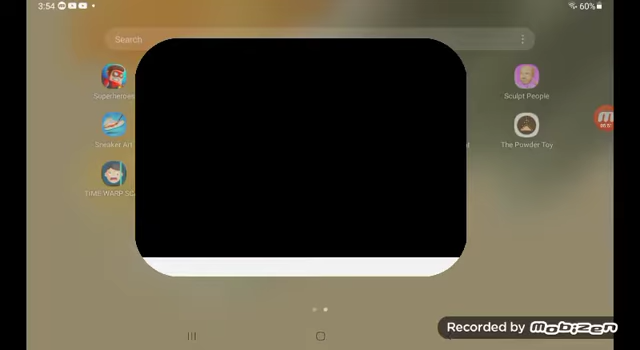 3:54
60%
Search
Superheroes
Sculpt People
Sneaker Art
The Powder Toy
TIME WARP SC
Recorded by Mobizen